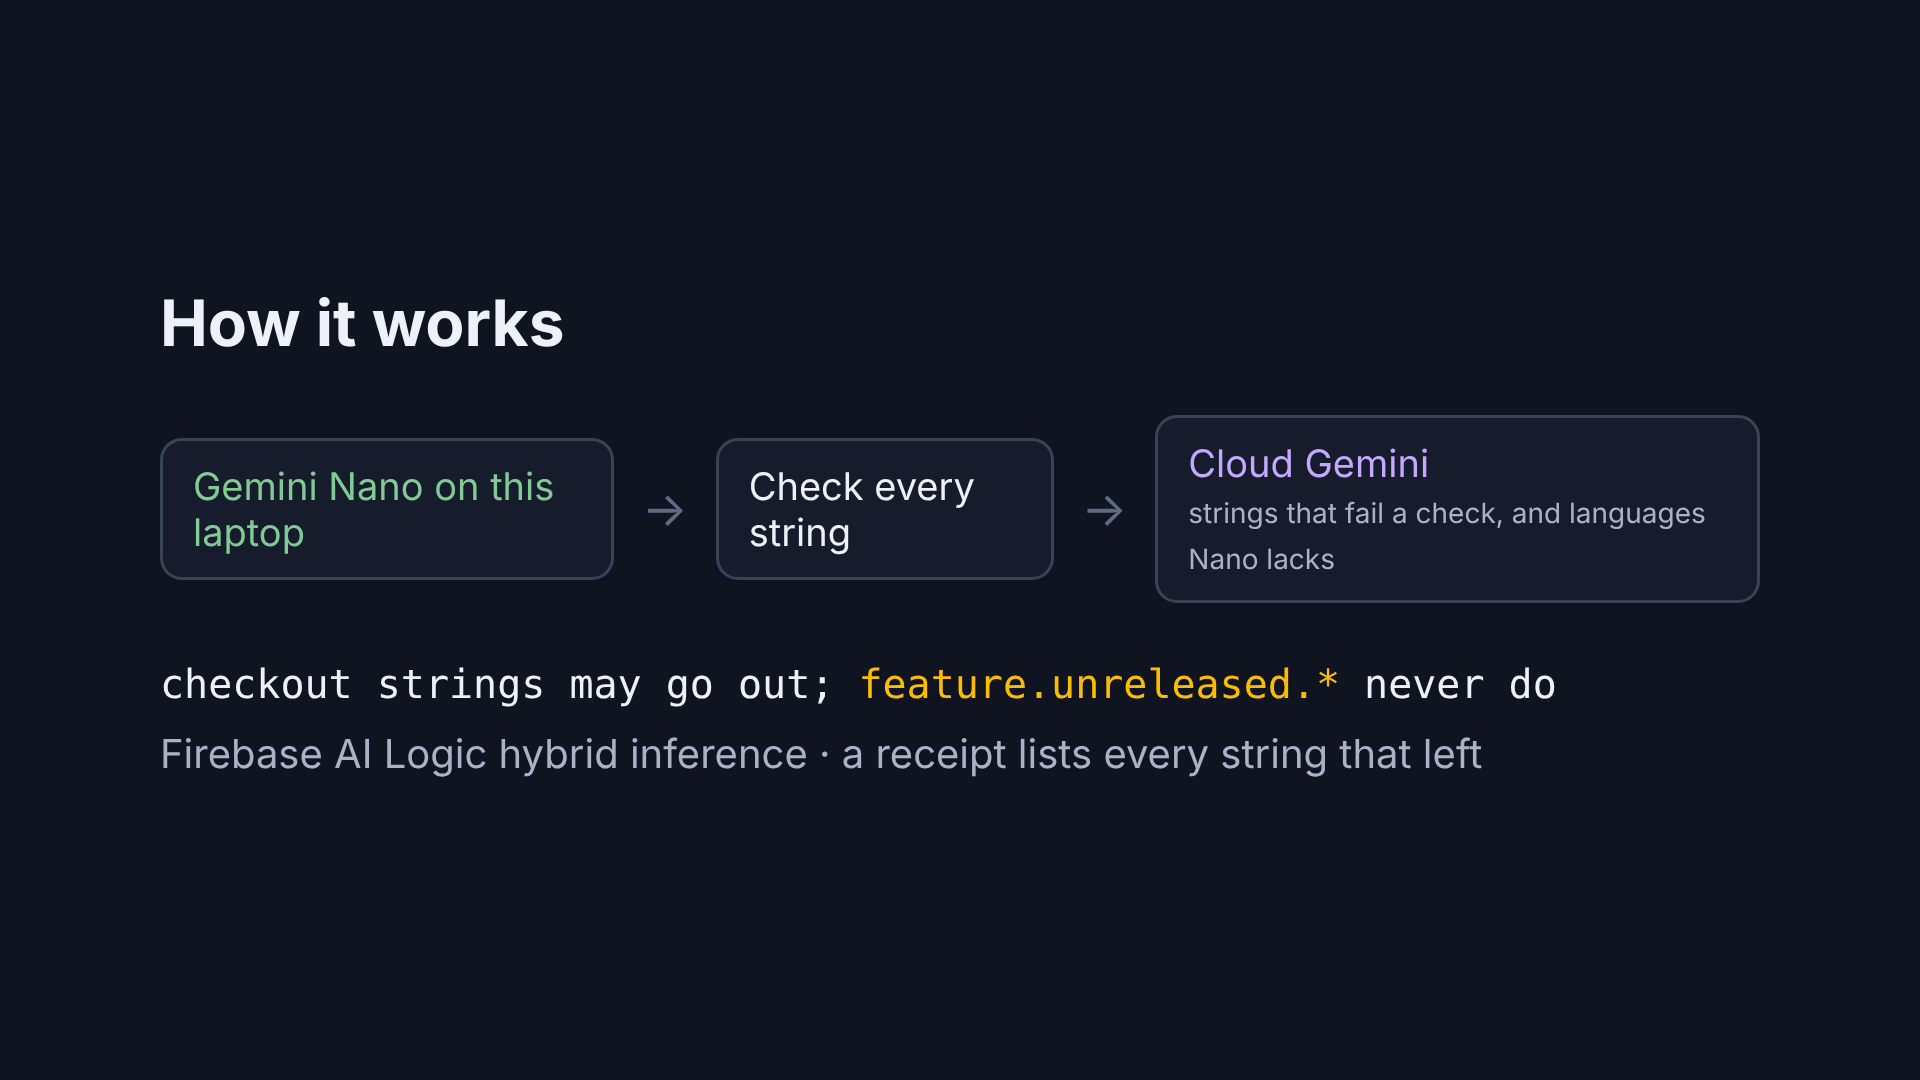 How it works
Gemini Nano on this
laptop
→
Check every
string
→
Cloud Gemini
strings that fail a check, and languages
Nano lacks
checkout strings may go out; feature.unreleased.* never do
Firebase AI Logic hybrid inference · a receipt lists every string that left